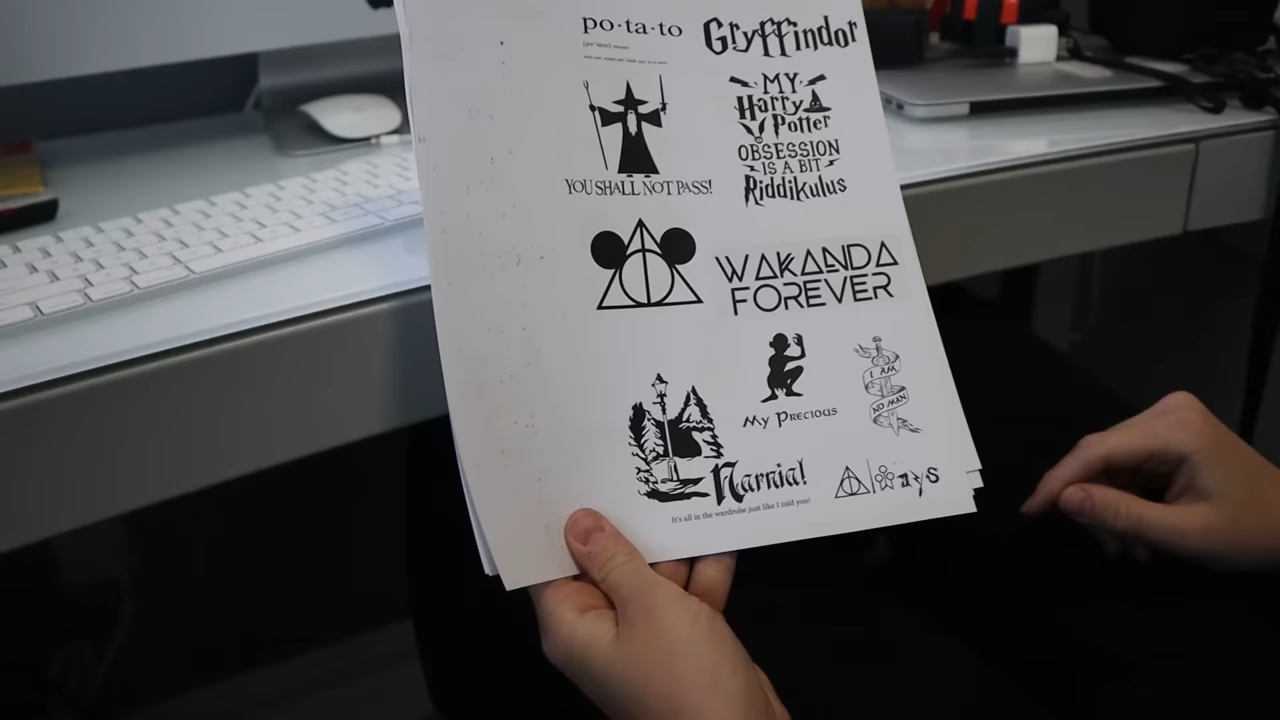 po·ta·to
Gryffindor
YOU SHALL NOT PASS!
MY
Harry
Potter
OBSESSION
IS A BIT
Riddikulus
WAKANDA
FOREVER
My Precious
I AM
NO MAN
Narnia!
It's all in the wardrobe just like I told you!